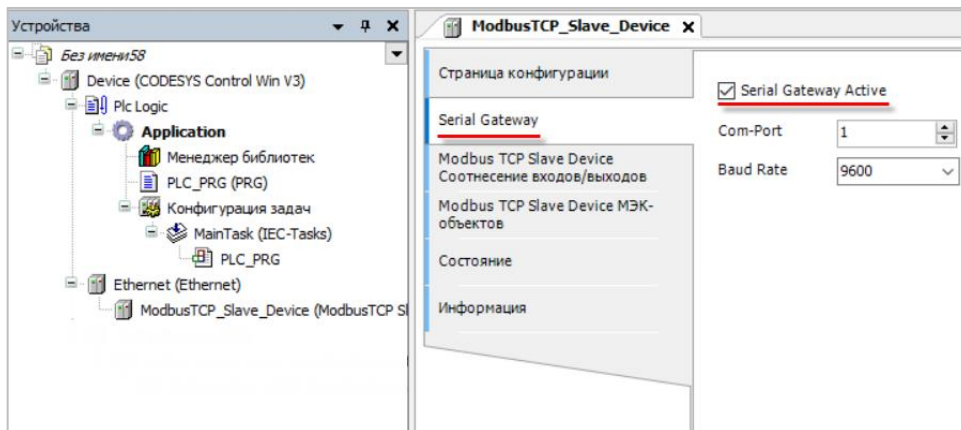 Устройства
Без имени58
Device (CODESYS Control Win V3)
Plc Logic
Application
Менеджер библиотек
PLC_PRG (PRG)
Конфигурация задач
MainTask (IEC-Tasks)
PLC_PRG
Ethernet (Ethernet)
ModbusTCP_Slave_Device (ModbusTCP Sl
ModbusTCP_Slave_Device
Страница конфигурации
Serial Gateway
Modbus TCP Slave Device
Соотнесение входов/выходов
Modbus TCP Slave Device МЭК-
объектов
Состояние
Информация
Serial Gateway Active
Com-Port 1
Baud Rate 9600